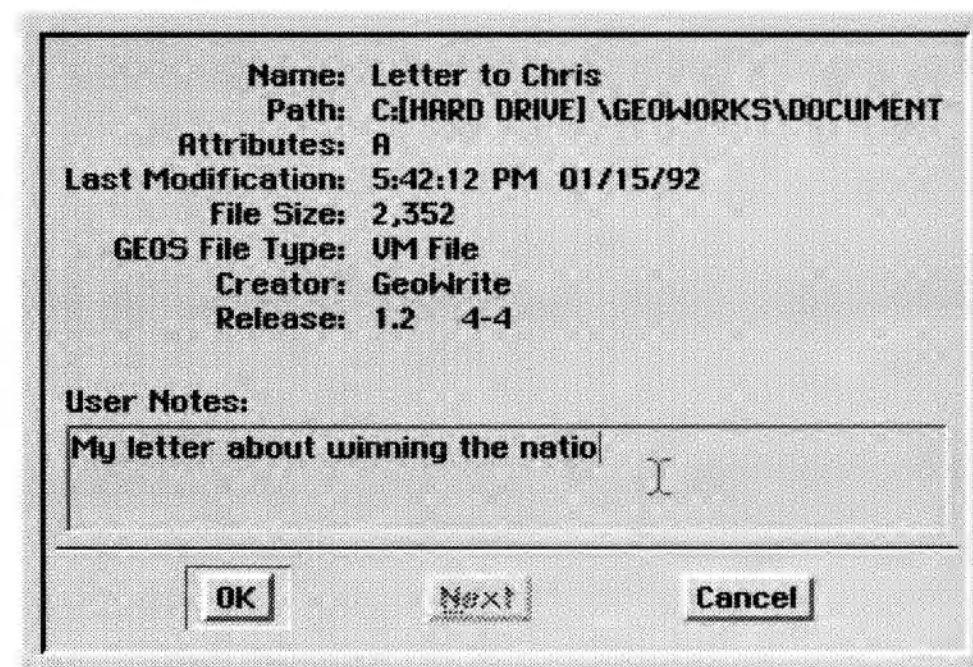 Name: Letter to Chris
Path: C:[HARD DRIVE] \GEOWORKS\DOCUMENT
Attributes: A
Last Modification: 5:42:12 PM 01/15/92
File Size: 2,352
GEOS File Type: VM File
Creator: GeoWrite
Release: 1.2 4-4
User Notes:
My letter about winning the natio
OK Next Cancel